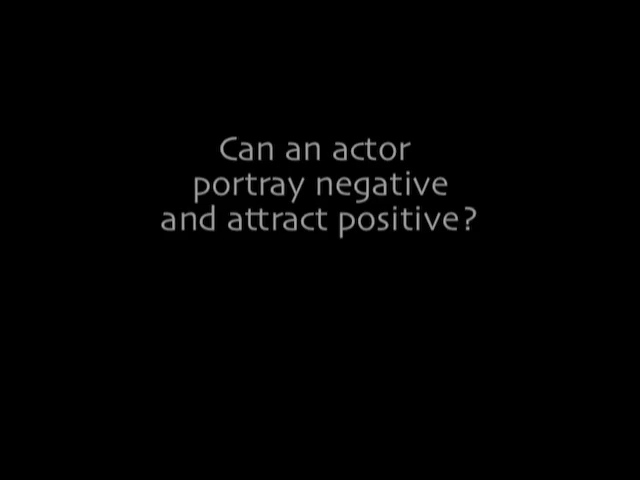 Can an actor
portray negative
and attract positive?